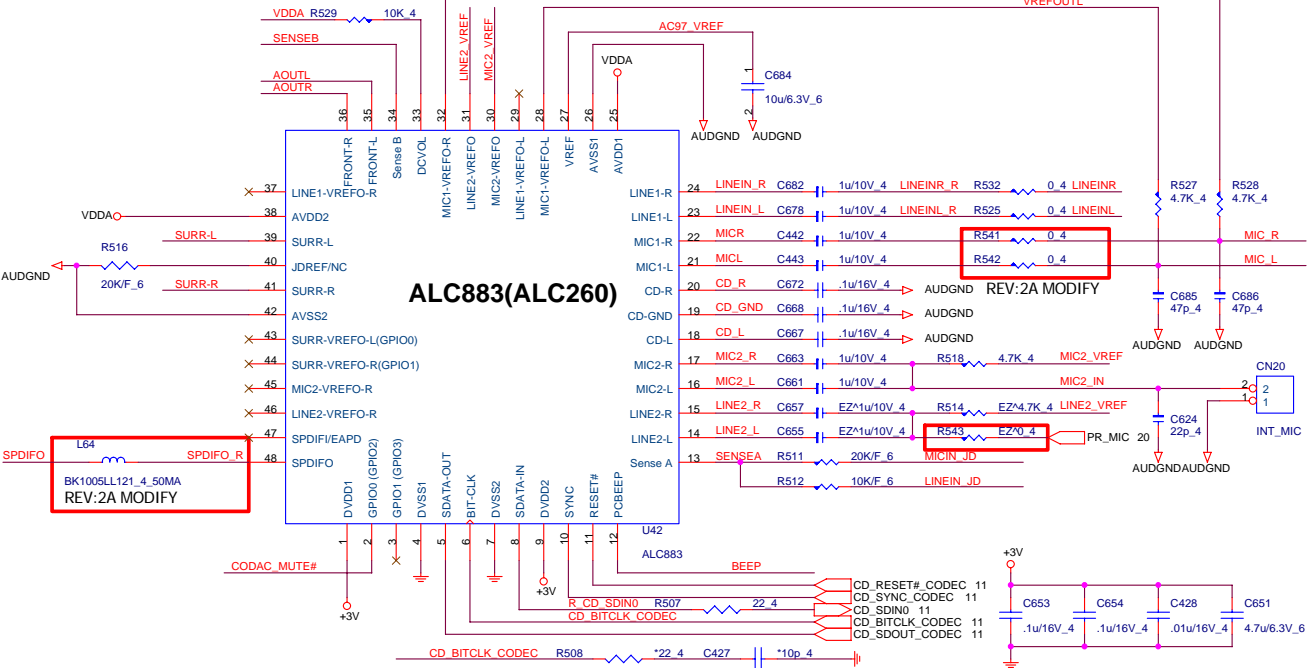 VREFOUTL
VDDA R529 10K_4
SENSEB
AOUTL
AOUTR
LINE2_VREF
MIC2_VREF
AC97_VREF
VDDA
C684
1
10u/6.3V_6
2
AUDGND
AUDGND
36 35 34 33 32 31 30 29 28 27 26 25
FRONT-R
FRONT-L
Sense B
DCVOL
MIC1-VREFO-R
LINE2-VREFO
MIC2-VREFO
LINE1-VREFO-L
MIC1-VREFO-L
VREF
AVSS1
AVDD1
37 LINE1-VREFO-R
VDDA 38 AVDD2
SURR-L 39 SURR-L
R516
40 JDREF/NC
AUDGND
20K/F_6
SURR-R 41 SURR-R
42 AVSS2
43 SURR-VREFO-L(GPIO0)
44 SURR-VREFO-R(GPIO1)
45 MIC2-VREFO-R
46 LINE2-VREFO-R
47 SPDIFI/EAPD
L64
SPDIFO SPDIFO_R 48 SPDIFO
BK1005LL121_4_50MA
REV:2A MODIFY
ALC883(ALC260)
LINE1-R 24 LINEIN_R C682 1u/10V_4 LINEINR_R R532 0_4 LINEINR
LINE1-L 23 LINEIN_L C678 1u/10V_4 LINEINL_R R525 0_4 LINEINL
R527
4.7K_4
R528
4.7K_4
MIC1-R 22 MICR C442 1u/10V_4 R541 0_4 MIC_R
MIC1-L 21 MICL C443 1u/10V_4 R542 0_4 MIC_L
REV:2A MODIFY
CD-R 20 CD_R C672 .1u/16V_4 AUDGND
CD-GND 19 CD_GND C668 .1u/16V_4 AUDGND
CD-L 18 CD_L C667 .1u/16V_4 AUDGND
C685
47p_4
C686
47p_4
AUDGND AUDGND
MIC2-R 17 MIC2_R C663 1u/10V_4 R518 4.7K_4 MIC2_VREF
MIC2-L 16 MIC2_L C661 1u/10V_4 MIC2_IN
CN20
2 2
1 1
INT_MIC
LINE2-R 15 LINE2_R C657 EZ^1u/10V_4 R514 EZ^4.7K_4 LINE2_VREF
LINE2-L 14 LINE2_L C655 EZ^1u/10V_4 R543 EZ^0_4 PR_MIC 20
C624
22p_4
AUDGND AUDGND
Sense A 13 SENSEA R511 20K/F_6 MICIN_JD
R512 10K/F_6 LINEIN_JD
DVDD1
GPIO0 (GPIO2)
GPIO1 (GPIO3)
DVSS1
SDATA-OUT
BIT-CLK
DVSS2
SDATA-IN
DVDD2
SYNC
RESET#
PCBEEP
1 2 3 4 5 6 7 8 9 10 11 12
U42
ALC883
CODAC_MUTE#
BEEP
+3V
+3V
CD_RESET#_CODEC 11
CD_SYNC_CODEC 11
R_CD_SDIN0 R507 22_4 CD_SDIN0 11
CD_BITCLK_CODEC CD_BITCLK_CODEC 11
CD_SDOUT_CODEC 11
CD_BITCLK_CODEC R508 *22_4 C427 *10p_4
+3V
C653
.1u/16V_4
C654
.1u/16V_4
C428
.01u/16V_4
C651
4.7u/6.3V_6